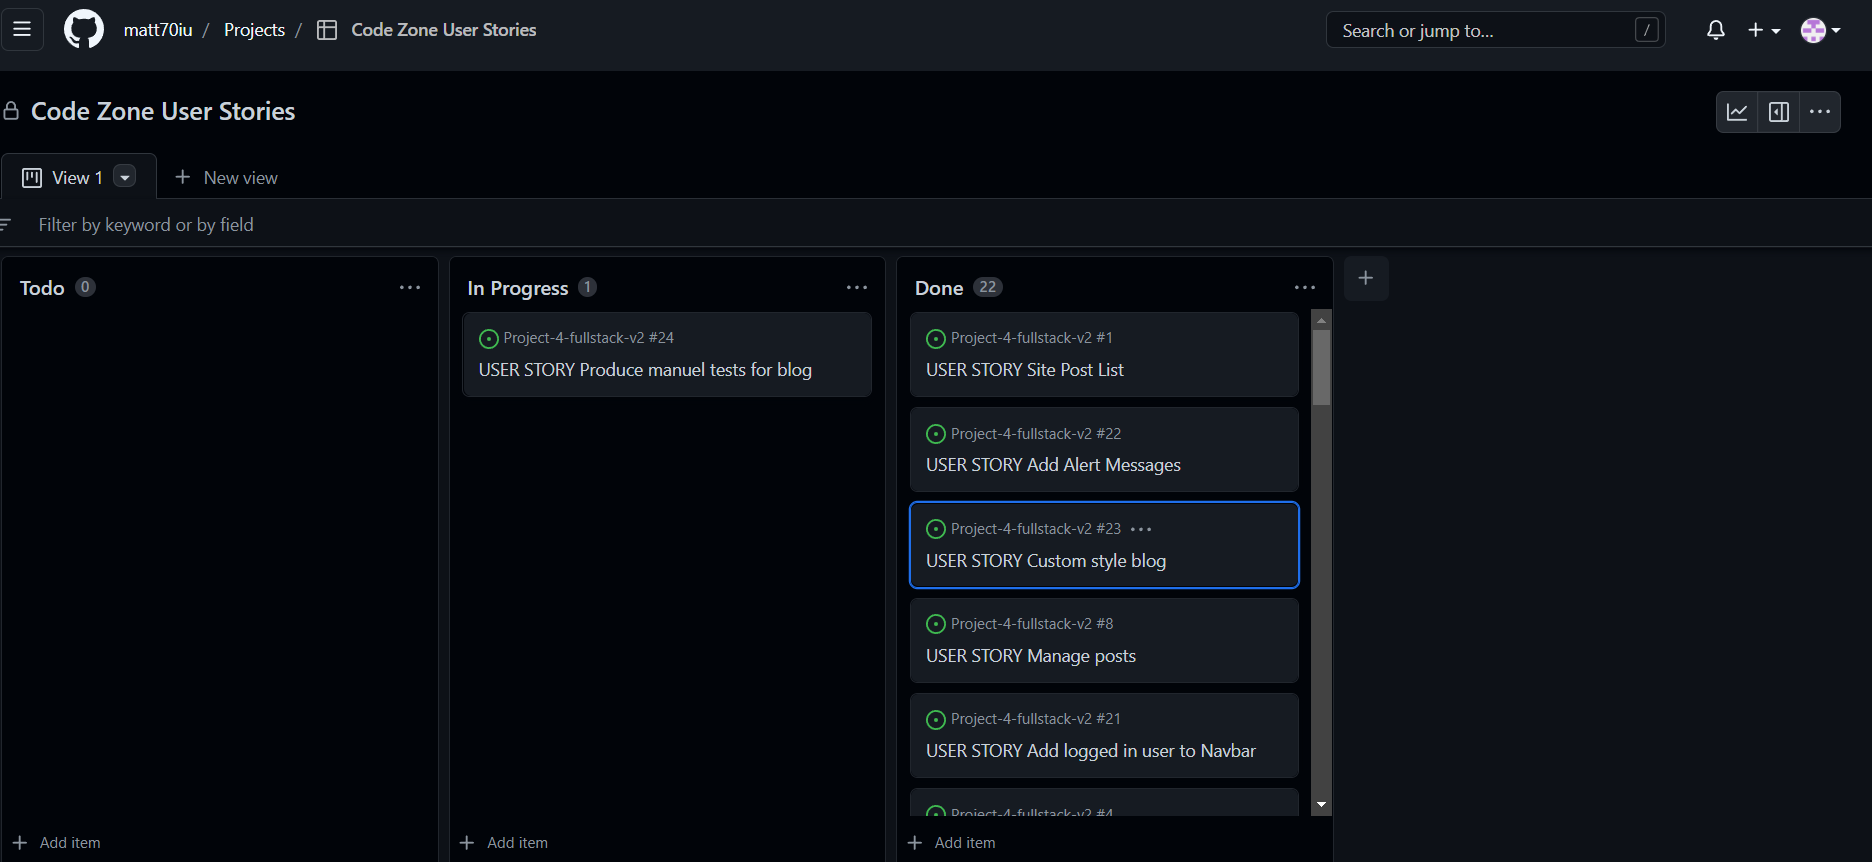 matt70iu / Projects / Code Zone User Stories
Search or jump to... /
Code Zone User Stories
View 1
New view
Filter by keyword or by field
Todo 0
Add item
In Progress 1
Project-4-fullstack-v2 #24
USER STORY Produce manuel tests for blog
Add item
Done 22
Project-4-fullstack-v2 #1
USER STORY Site Post List
Project-4-fullstack-v2 #22
USER STORY Add Alert Messages
Project-4-fullstack-v2 #23
USER STORY Custom style blog
Project-4-fullstack-v2 #8
USER STORY Manage posts
Project-4-fullstack-v2 #21
USER STORY Add logged in user to Navbar
Project-4-fullstack-v2 #4
Add item